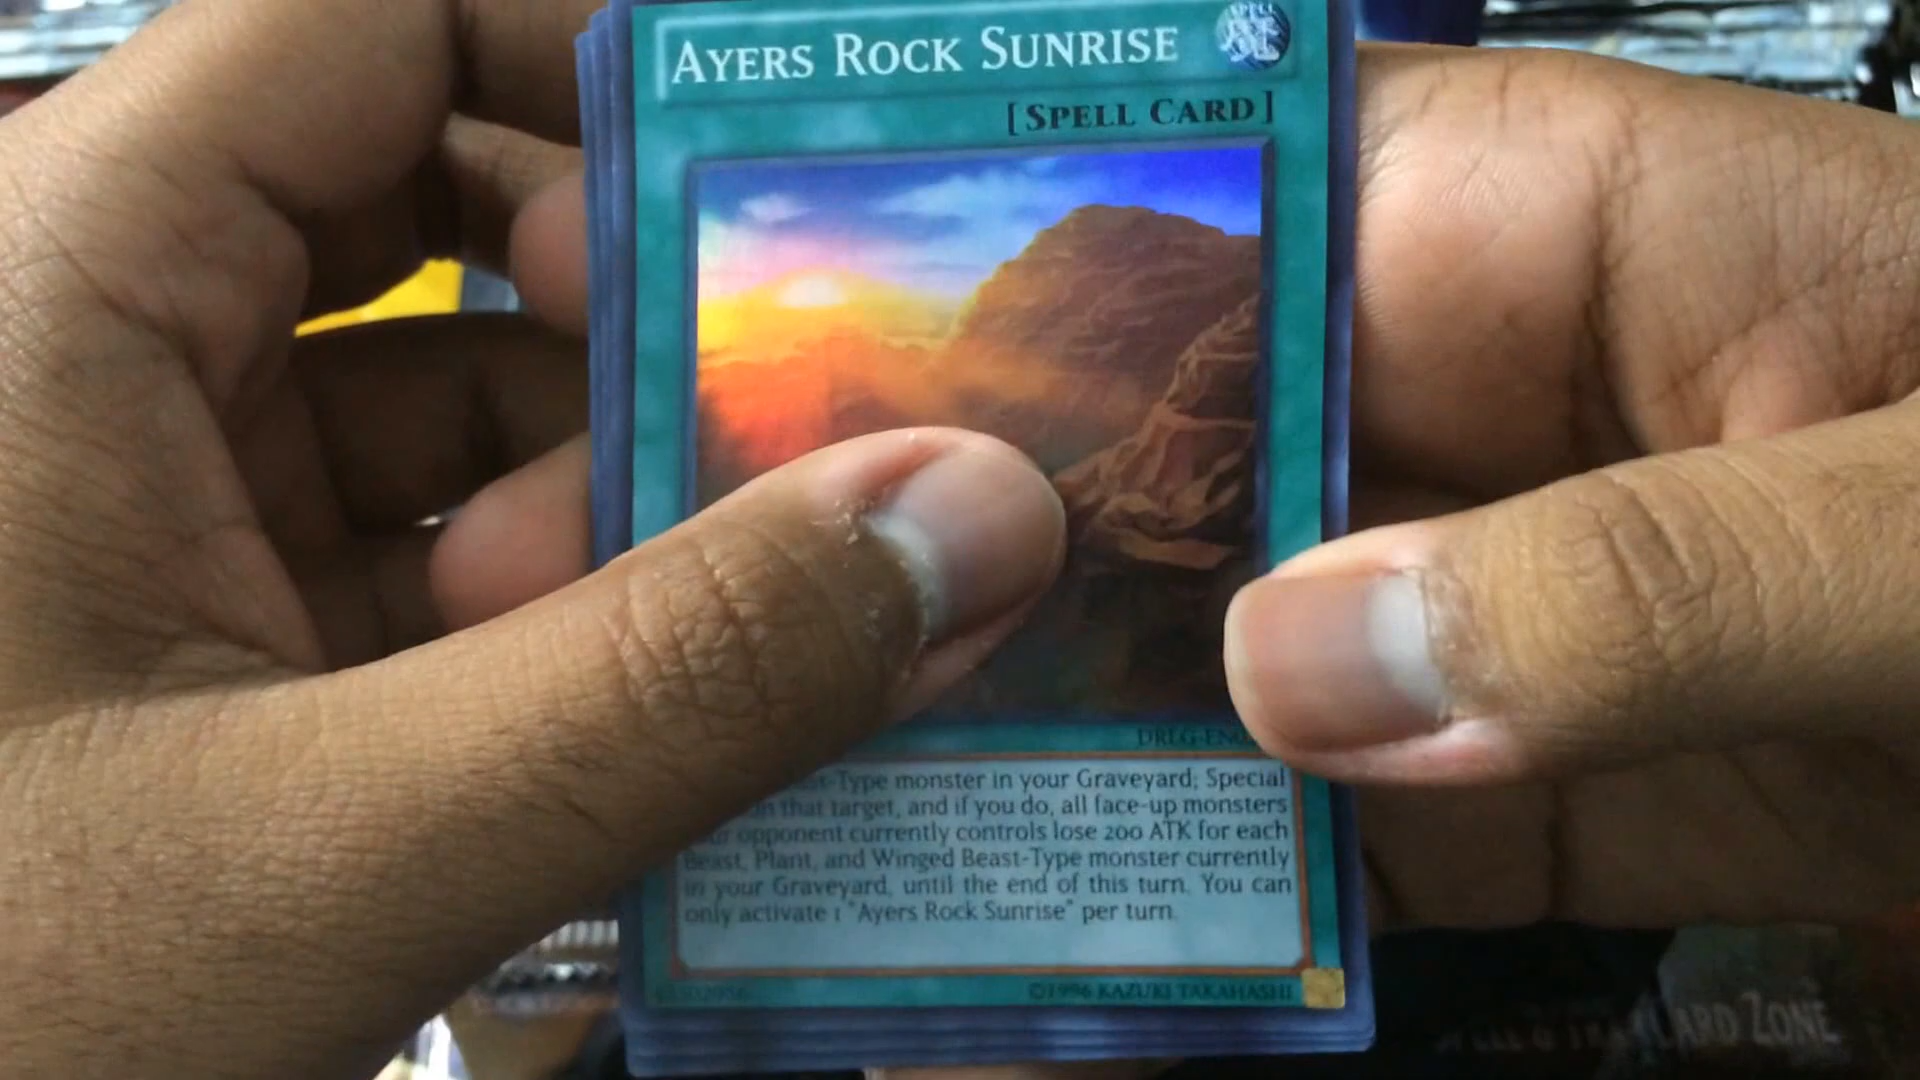 AYERS ROCK SUNRISE
SPELL
[SPELL CARD]
DRLG-EN0
st-Type monster in your Graveyard; Special
that target, and if you do, all face-up monsters
opponent currently controls lose 200 ATK for each
Beast, Plant, and Winged Beast-Type monster currently
in your Graveyard, until the end of this turn. You can
only activate 1 "Ayers Rock Sunrise" per turn.
©1996 KAZUKI TAKAHASHI
CARD ZONE